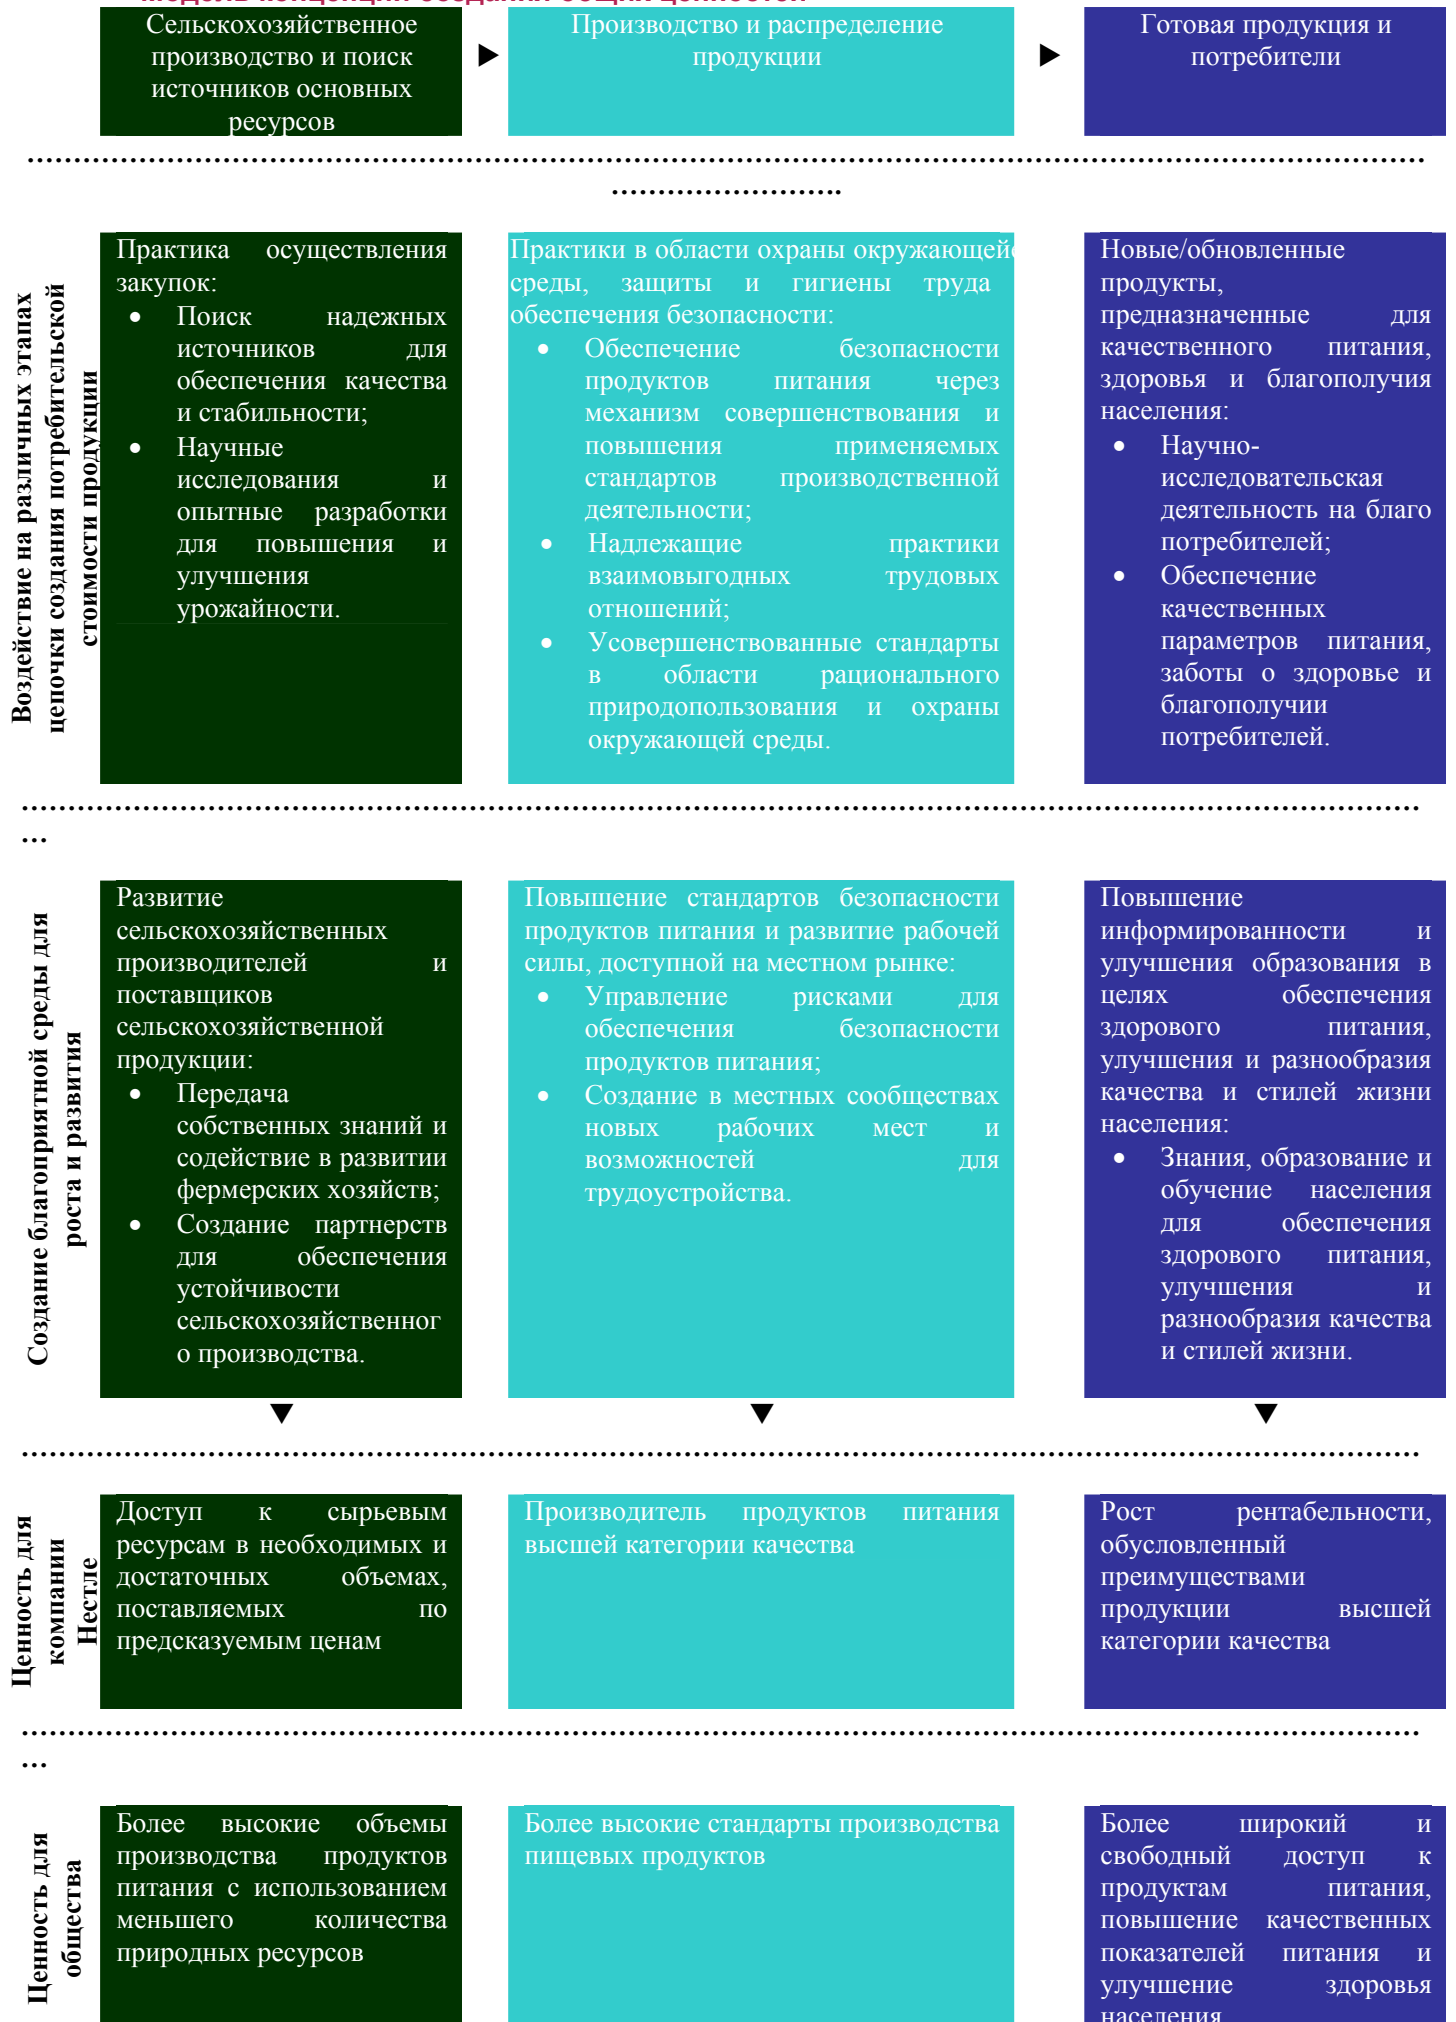 Модель концепции создания общих ценностей
Сельскохозяйственное
производство и поиск
источников основных
ресурсов
▶
Производство и распределение
продукции
▶
Готовая продукция и
потребители
Воздействие на различных этапах
цепочки создания потребительской
стоимости продукции
Практика осуществления
закупок:
• Поиск надежных
источников для
обеспечения качества
и стабильности;
• Научные
исследования и
опытные разработки
для повышения и
улучшения
урожайности.
Практики в области охраны окружающей
среды, защиты и гигиены труда
обеспечения безопасности:
• Обеспечение безопасности
продуктов питания через
механизм совершенствования и
повышения применяемых
стандартов производственной
деятельности;
• Надлежащие практики
взаимовыгодных трудовых
отношений;
• Усовершенствованные стандарты
в области рационального
природопользования и охраны
окружающей среды.
Новые/обновленные
продукты,
предназначенные для
качественного питания,
здоровья и благополучия
населения:
• Научно-
исследовательская
деятельность на благо
потребителей;
• Обеспечение
качественных
параметров питания,
заботы о здоровье и
благополучии
потребителей.
Создание благоприятной среды для
роста и развития
Развитие
сельскохозяйственных
производителей и
поставщиков
сельскохозяйственной
продукции:
• Передача
собственных знаний и
содействие в развитии
фермерских хозяйств;
• Создание партнерств
для обеспечения
устойчивости
сельскохозяйственног
о производства.
Повышение стандартов безопасности
продуктов питания и развитие рабочей
силы, доступной на местном рынке:
• Управление рисками для
обеспечения безопасности
продуктов питания;
• Создание в местных сообществах
новых рабочих мест и
возможностей для
трудоустройства.
Повышение
информированности и
улучшения образования в
целях обеспечения
здорового питания,
улучшения и разнообразия
качества и стилей жизни
населения:
• Знания, образование и
обучение населения
для обеспечения
здорового питания,
улучшения и
разнообразия качества
и стилей жизни.
Ценность для
компании
Нестле
Доступ к сырьевым
ресурсам в необходимых и
достаточных объемах,
поставляемых по
предсказуемым ценам
Производитель продуктов питания
высшей категории качества
Рост рентабельности,
обусловленный
преимуществами
продукции высшей
категории качества
Ценность для
общества
Более высокие объемы
производства продуктов
питания с использованием
меньшего количества
природных ресурсов
Более высокие стандарты производства
пищевых продуктов
Более широкий и
свободный доступ к
продуктам питания,
повышение качественных
показателей питания и
улучшение здоровья
населения